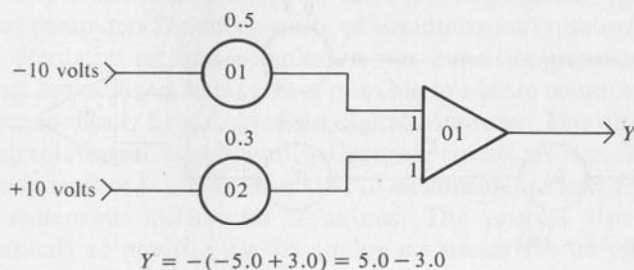 0.5
−10 volts 01
0.3
1 01 Y
1
+10 volts 02
Y = −(−5.0 + 3.0) = 5.0 − 3.0